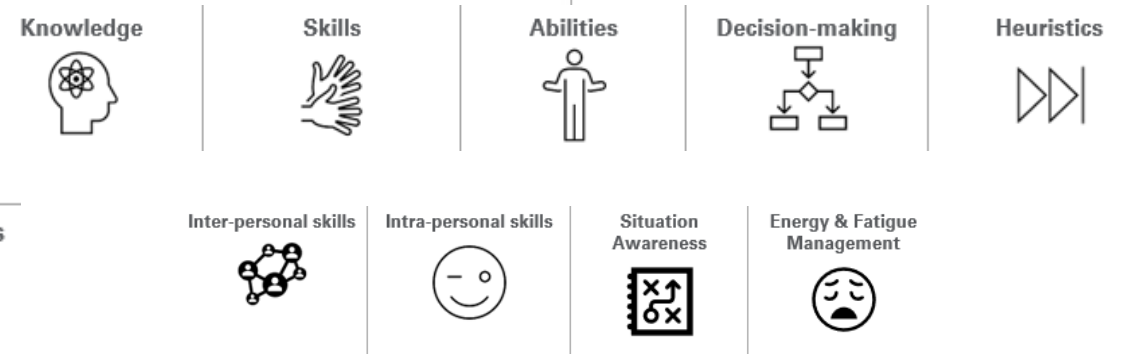 Knowledge
Skills
Abilities
Decision-making
Heuristics
s
Inter-personal skills
Intra-personal skills
Situation
Awareness
Energy & Fatigue
Management